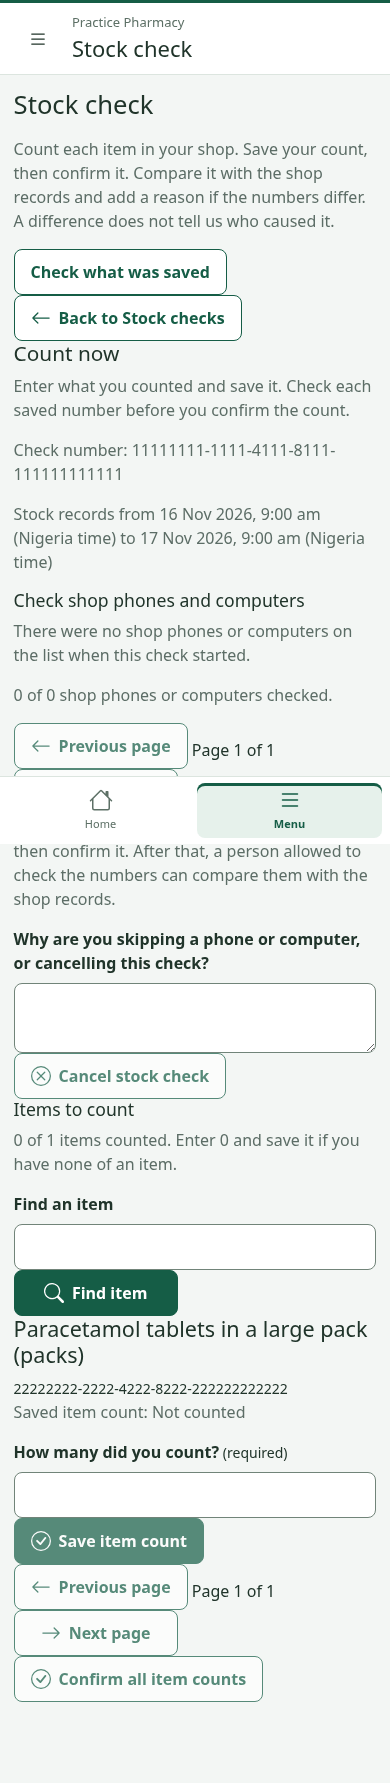 Practice Pharmacy
Stock check
Stock check
Count each item in your shop. Save your count,
then confirm it. Compare it with the shop
records and add a reason if the numbers differ.
A difference does not tell us who caused it.
Check what was saved
Back to Stock checks
Count now
Enter what you counted and save it. Check each
saved number before you confirm the count.
Check number: 11111111-1111-4111-8111-
111111111111
Stock records from 16 Nov 2026, 9:00 am
(Nigeria time) to 17 Nov 2026, 9:00 am (Nigeria
time)
Check shop phones and computers
There were no shop phones or computers on
the list when this check started.
0 of 0 shop phones or computers checked.
Previous page Page 1 of 1
Home Menu
then confirm it. After that, a person allowed to
check the numbers can compare them with the
shop records.
Why are you skipping a phone or computer,
or cancelling this check?
Cancel stock check
Items to count
0 of 1 items counted. Enter 0 and save it if you
have none of an item.
Find an item
Find item
Paracetamol tablets in a large pack
(packs)
22222222-2222-4222-8222-222222222222
Saved item count: Not counted
How many did you count? (required)
Save item count
Previous page Page 1 of 1
Next page
Confirm all item counts